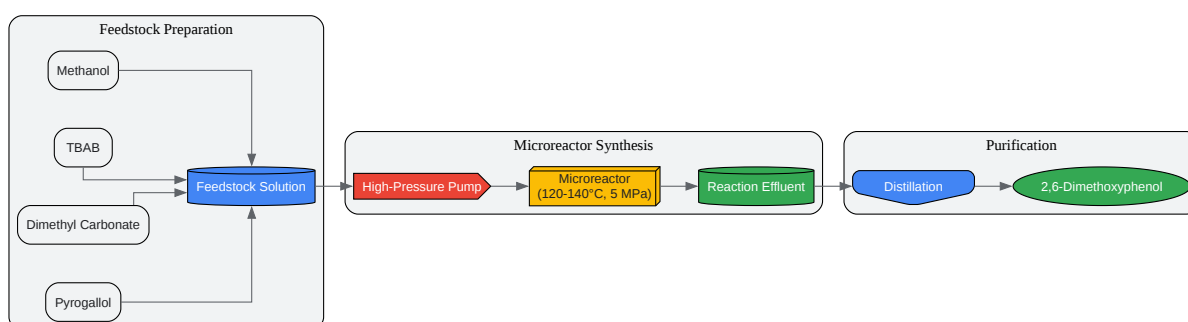 Feedstock Preparation
Methanol
TBAB
Feedstock Solution
Dimethyl Carbonate
Pyrogallol
Microreactor Synthesis
High-Pressure Pump
Microreactor
(120-140°C, 5 MPa)
Reaction Effluent
Purification
Distillation
2,6-Dimethoxyphenol